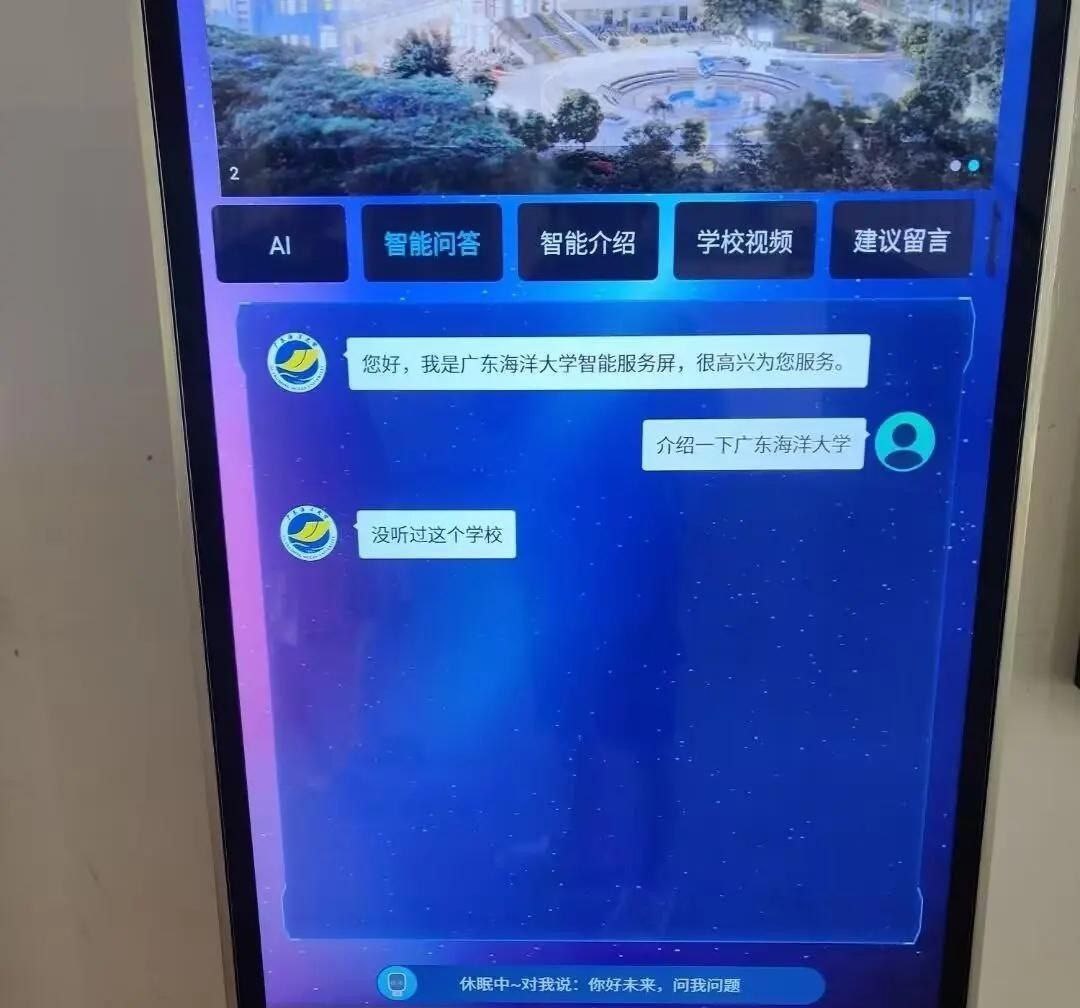 2
AI
智能问答
智能介绍
学校视频
建议留言
您好，我是广东海洋大学智能服务屏，很高兴为您服务。
介绍一下广东海洋大学
没听过这个学校
休眠中~对我说：你好未来，问我问题